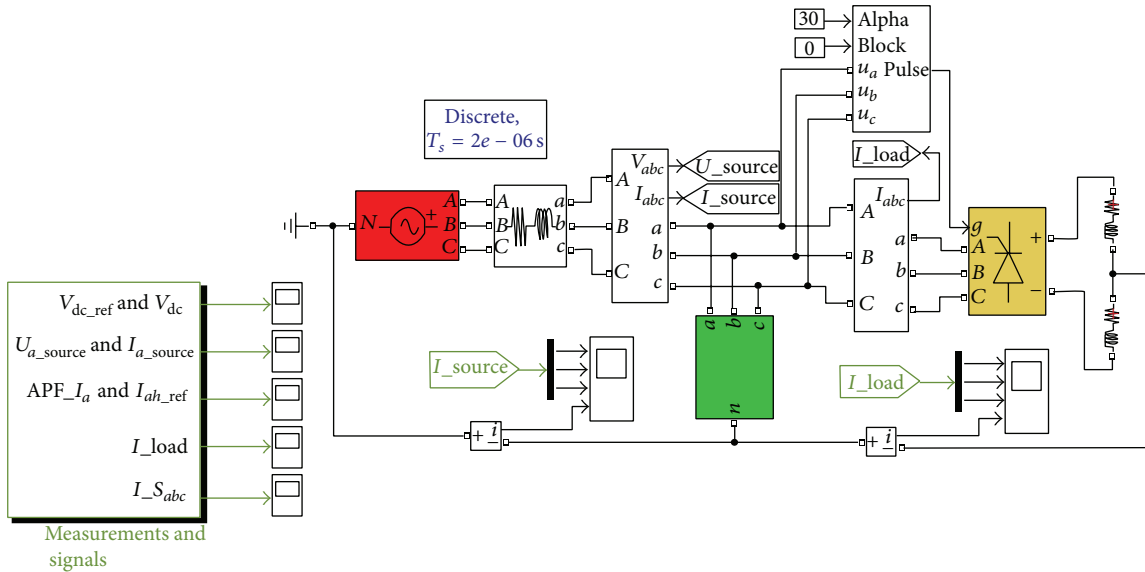 30
Alpha
0
Block
u_a Pulse
u_b
u_c
Discrete,
T_s = 2e − 06 s
I_load
V_abc
U_source
A
I_abc
I_source
B
a
C
b
c
N
+
A
B
C
A
B
C
a
b
c
A
I_abc
B
a
C
b
c
g
A
+
B
C
−
a
b
c
n
V_dc_ref and V_dc
U_a_source and I_a_source
APF_I_a and I_ah_ref
I_load
I_S_abc
Measurements and
signals
I_source
+ i
−
I_load
+ i
−